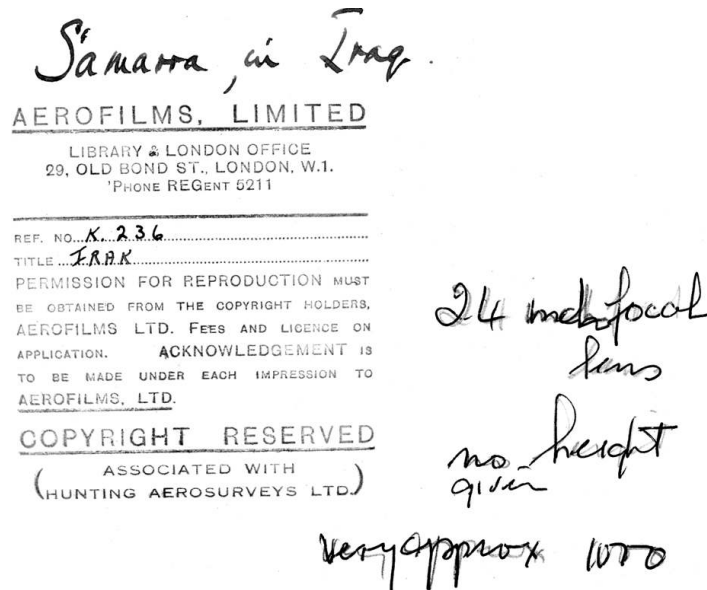 Samarra, in Iraq.
AEROFILMS, LIMITED
LIBRARY & LONDON OFFICE
29, OLD BOND ST., LONDON, W.1.
'PHONE REGENT 5211
REF. NO. K. 236
TITLE IRAK
PERMISSION FOR REPRODUCTION MUST
BE OBTAINED FROM THE COPYRIGHT HOLDERS,
AEROFILMS LTD. FEES AND LICENCE ON
APPLICATION. ACKNOWLEDGEMENT IS
TO BE MADE UNDER EACH IMPRESSION TO
AEROFILMS, LTD.
COPYRIGHT RESERVED
ASSOCIATED WITH
(HUNTING AEROSURVEYS LTD.)
24 inch focal
lens
no height
given
very approx 1000